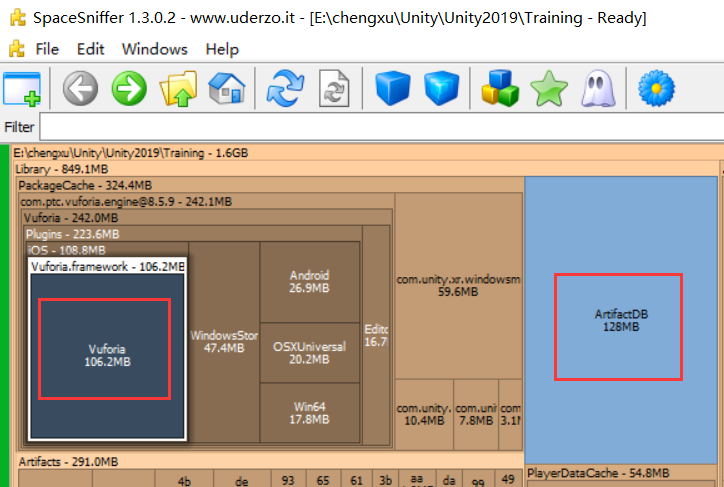 SpaceSniffer 1.3.0.2 - www.uderzo.it - [E:\chengxu\Unity\Unity2019\Training - Ready]
File Edit Windows Help
Filter
E:\chengxu\Unity\Unity2019\Training - 1.6GB
Library - 849.1MB
PackageCache - 324.4MB
com.ptc.vuforia.engine@8.5.9 - 242.1MB
Vuforia - 242.0MB
Plugins - 223.6MB
iOS - 108.8MB
Vuforia.framework - 106.2MB
Vuforia
106.2MB
WindowsStor
47.4MB
Android
26.9MB
OSXUniversal
20.2MB
Win64
17.8MB
Edito
16.7
com.unity.xr.windowsm
59.6MB
com.unity.
10.4MB
com.uni
7.8MB
com
3.1M
ArtifactDB
128MB
Artifacts - 291.0MB
4b de 93 65 61 3b aa da 99 49
PlayerDataCache - 54.8MB